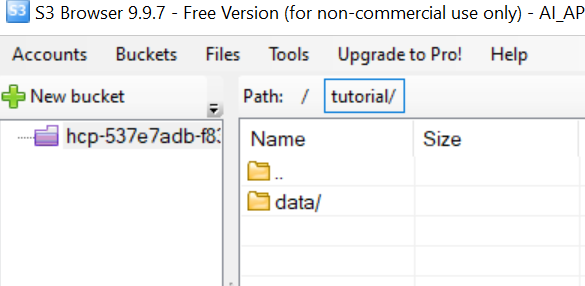 S3 S3 Browser 9.9.7 - Free Version (for non-commercial use only) - AI_AP
Accounts Buckets Files Tools Upgrade to Pro! Help
New bucket
Path: / tutorial/
hcp-537e7adb-f83
Name Size
..
data/